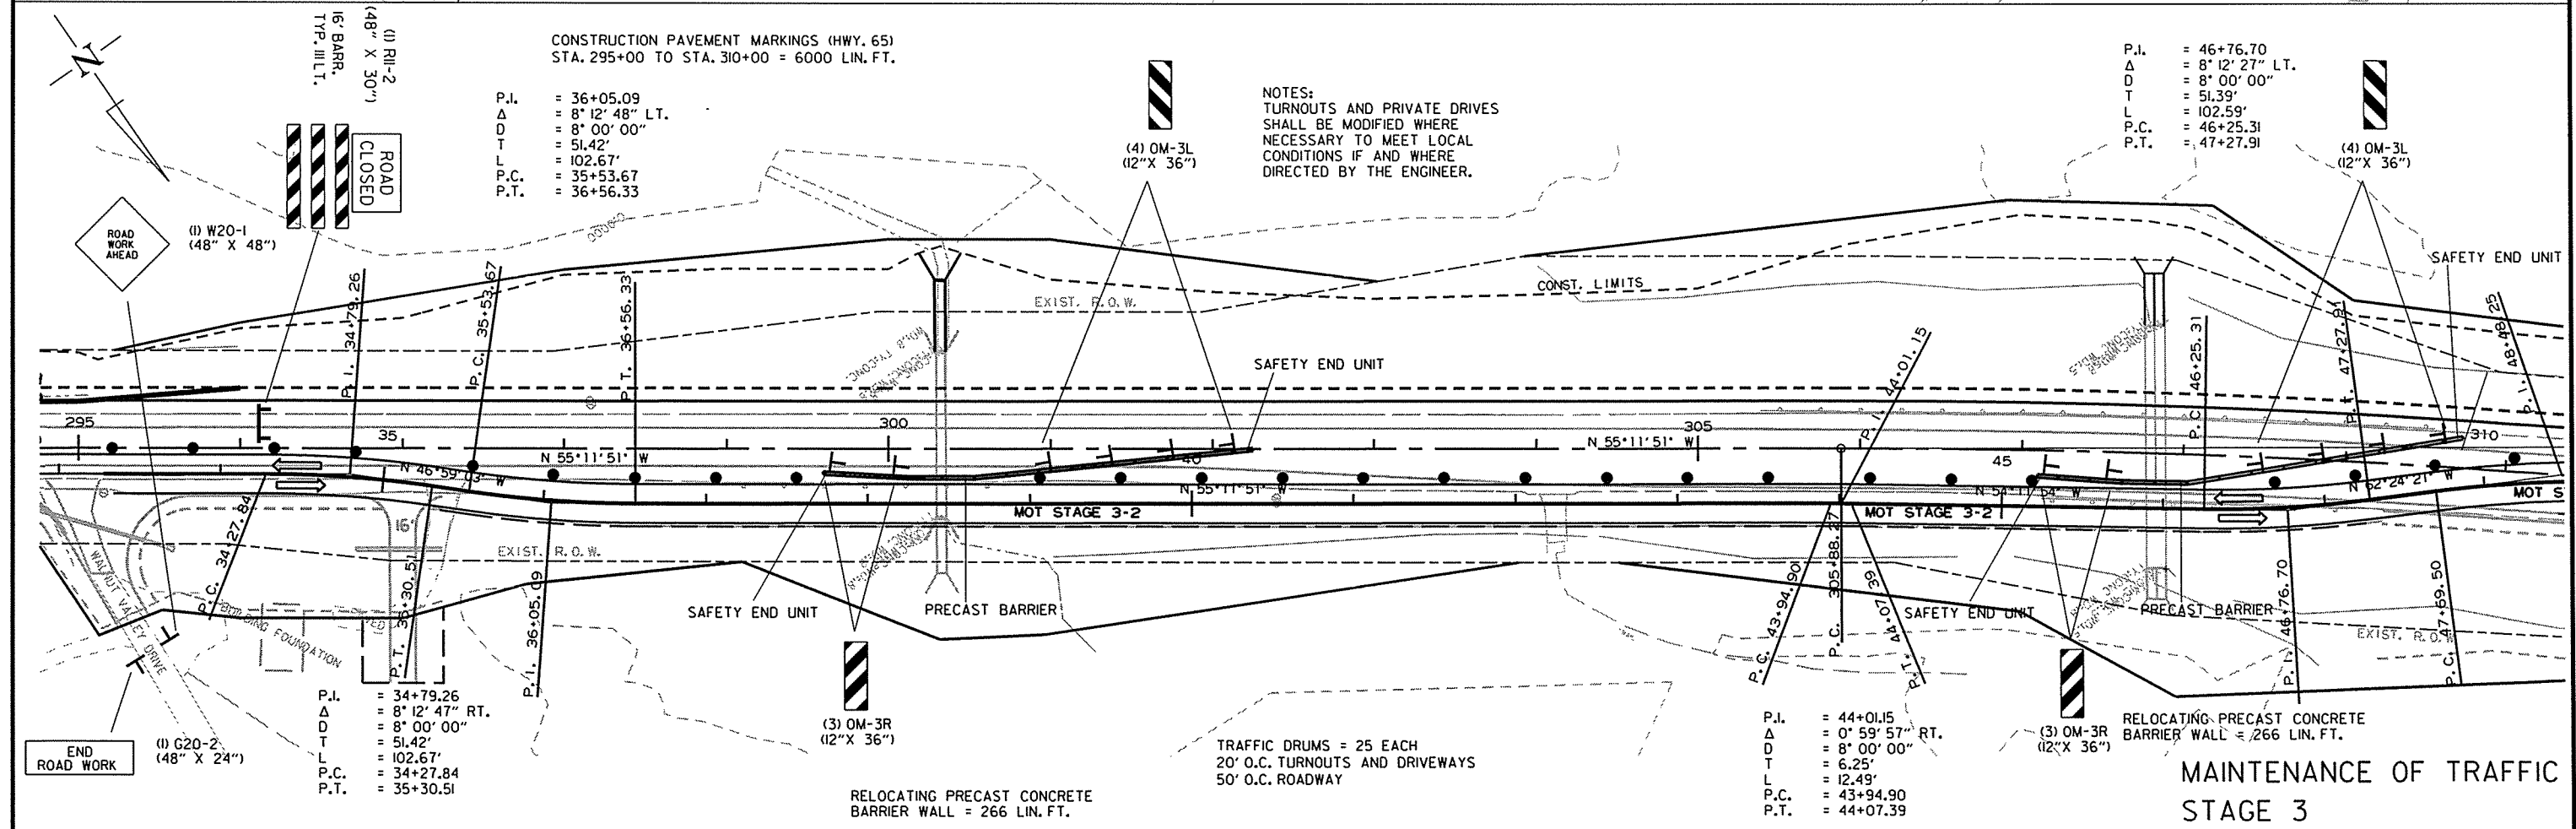 N
(1) R11-2
(48" X 30")
16' BARR.
TYP. III LT.
CONSTRUCTION PAVEMENT MARKINGS (HWY. 65)
STA. 295+00 TO STA. 310+00 = 6000 LIN. FT.
P.I. = 36+05.09
Δ = 8° 12' 48" LT.
D = 8° 00' 00"
T = 51.42'
L = 102.67'
P.C. = 35+53.67
P.T. = 36+56.33
(4) OM-3L
(12"X 36")
NOTES:
TURNOUTS AND PRIVATE DRIVES
SHALL BE MODIFIED WHERE
NECESSARY TO MEET LOCAL
CONDITIONS IF AND WHERE
DIRECTED BY THE ENGINEER.
P.I. = 46+76.70
Δ = 8° 12' 27" LT.
D = 8° 00' 00"
T = 51.39'
L = 102.59'
P.C. = 46+25.31
P.T. = 47+27.91
(4) OM-3L
(12"X 36")
ROAD
CLOSED
ROAD
WORK
AHEAD
(1) W20-1
(48" X 48")
P.I. 34+79.26
P.C. 35+53.67
P.T. 36+56.33
EXIST. R.O.W.
CONST. LIMITS
SAFETY END UNIT
SAFETY END UNIT
P.I. 44+01.15
P.C. 46+25.31
P.T. 47+27.91
P.I. 48+48.25
295
35
300
40
305
45
310
N 46°59'03" W
N 55°11'51" W
N 55°11'51" W
N 55°11'51" W
N 54°11'54" W
N 62°24'21" W
MOT STAGE 3-2
MOT STAGE 3-2
MOT S
16'
EXIST. R.O.W.
WALNUT VALLEY DRIVE
BUILDING FOUNDATION
P.C. 34+27.84
P.T. 35+30.51
P.I. 36+05.09
SAFETY END UNIT
PRECAST BARRIER
P.C. 43+94.90
P.C. 305+88.27
P.T. 44+07.39
SAFETY END UNIT
PRECAST BARRIER
P.I. 46+76.70
EXIST. R.O.W.
P.C. 47+69.50
END
ROAD WORK
(1) G20-2
(48" X 24")
P.I. = 34+79.26
Δ = 8° 12' 47" RT.
D = 8° 00' 00"
T = 51.42'
L = 102.67'
P.C. = 34+27.84
P.T. = 35+30.51
(3) OM-3R
(12"X 36")
RELOCATING PRECAST CONCRETE
BARRIER WALL = 266 LIN. FT.
TRAFFIC DRUMS = 25 EACH
20' O.C. TURNOUTS AND DRIVEWAYS
50' O.C. ROADWAY
P.I. = 44+01.15
Δ = 0° 59' 57" RT.
D = 8° 00' 00"
T = 6.25'
L = 12.49'
P.C. = 43+94.90
P.T. = 44+07.39
(3) OM-3R
(12"X 36")
RELOCATING PRECAST CONCRETE
BARRIER WALL = 266 LIN. FT.
MAINTENANCE OF TRAFFIC
STAGE 3